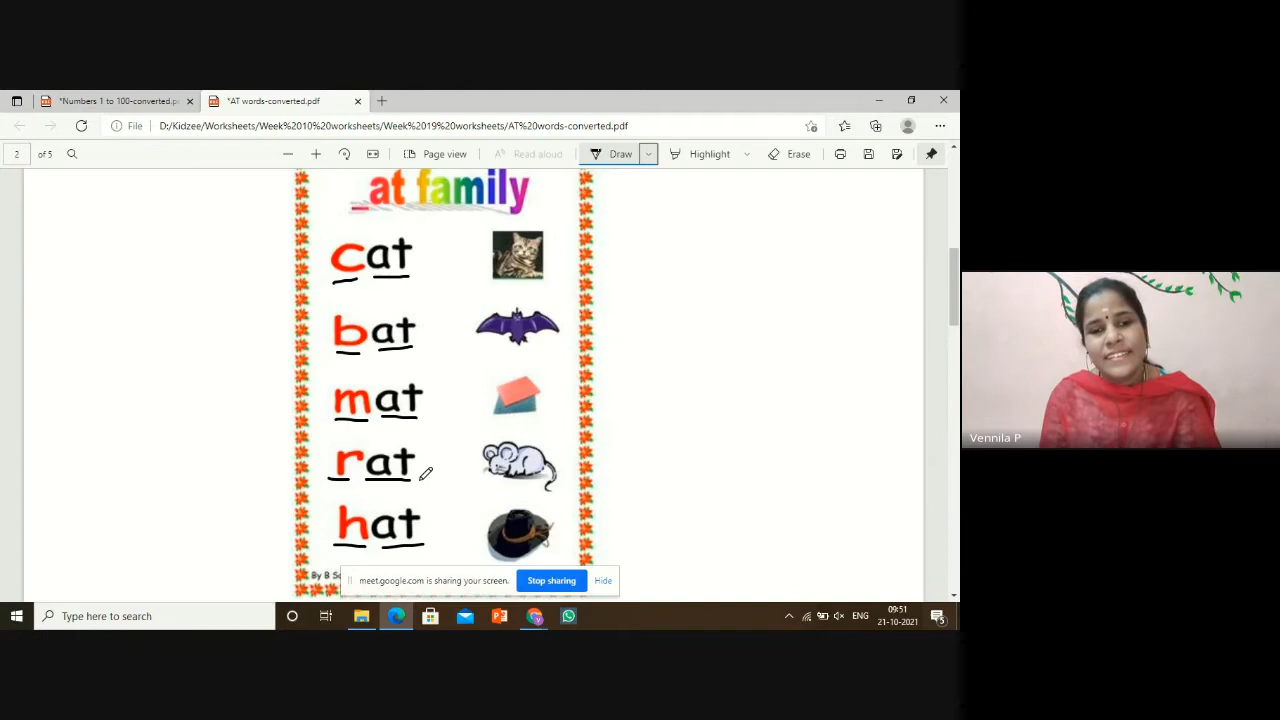 *Numbers 1 to 100-converted.p
*AT words-converted.pdf
File
D:/Kidzee/Worksheets/Week%2010%20worksheets/Week%2019%20worksheets/AT%20words-converted.pdf
2 of 5
Page view
Read aloud
Draw
Highlight
Erase
_at family
cat
bat
mat
rat
hat
By B
meet.google.com is sharing your screen.
Stop sharing
Hide
Vennila P
Type here to search
ENG
09:51
21-10-2021
5